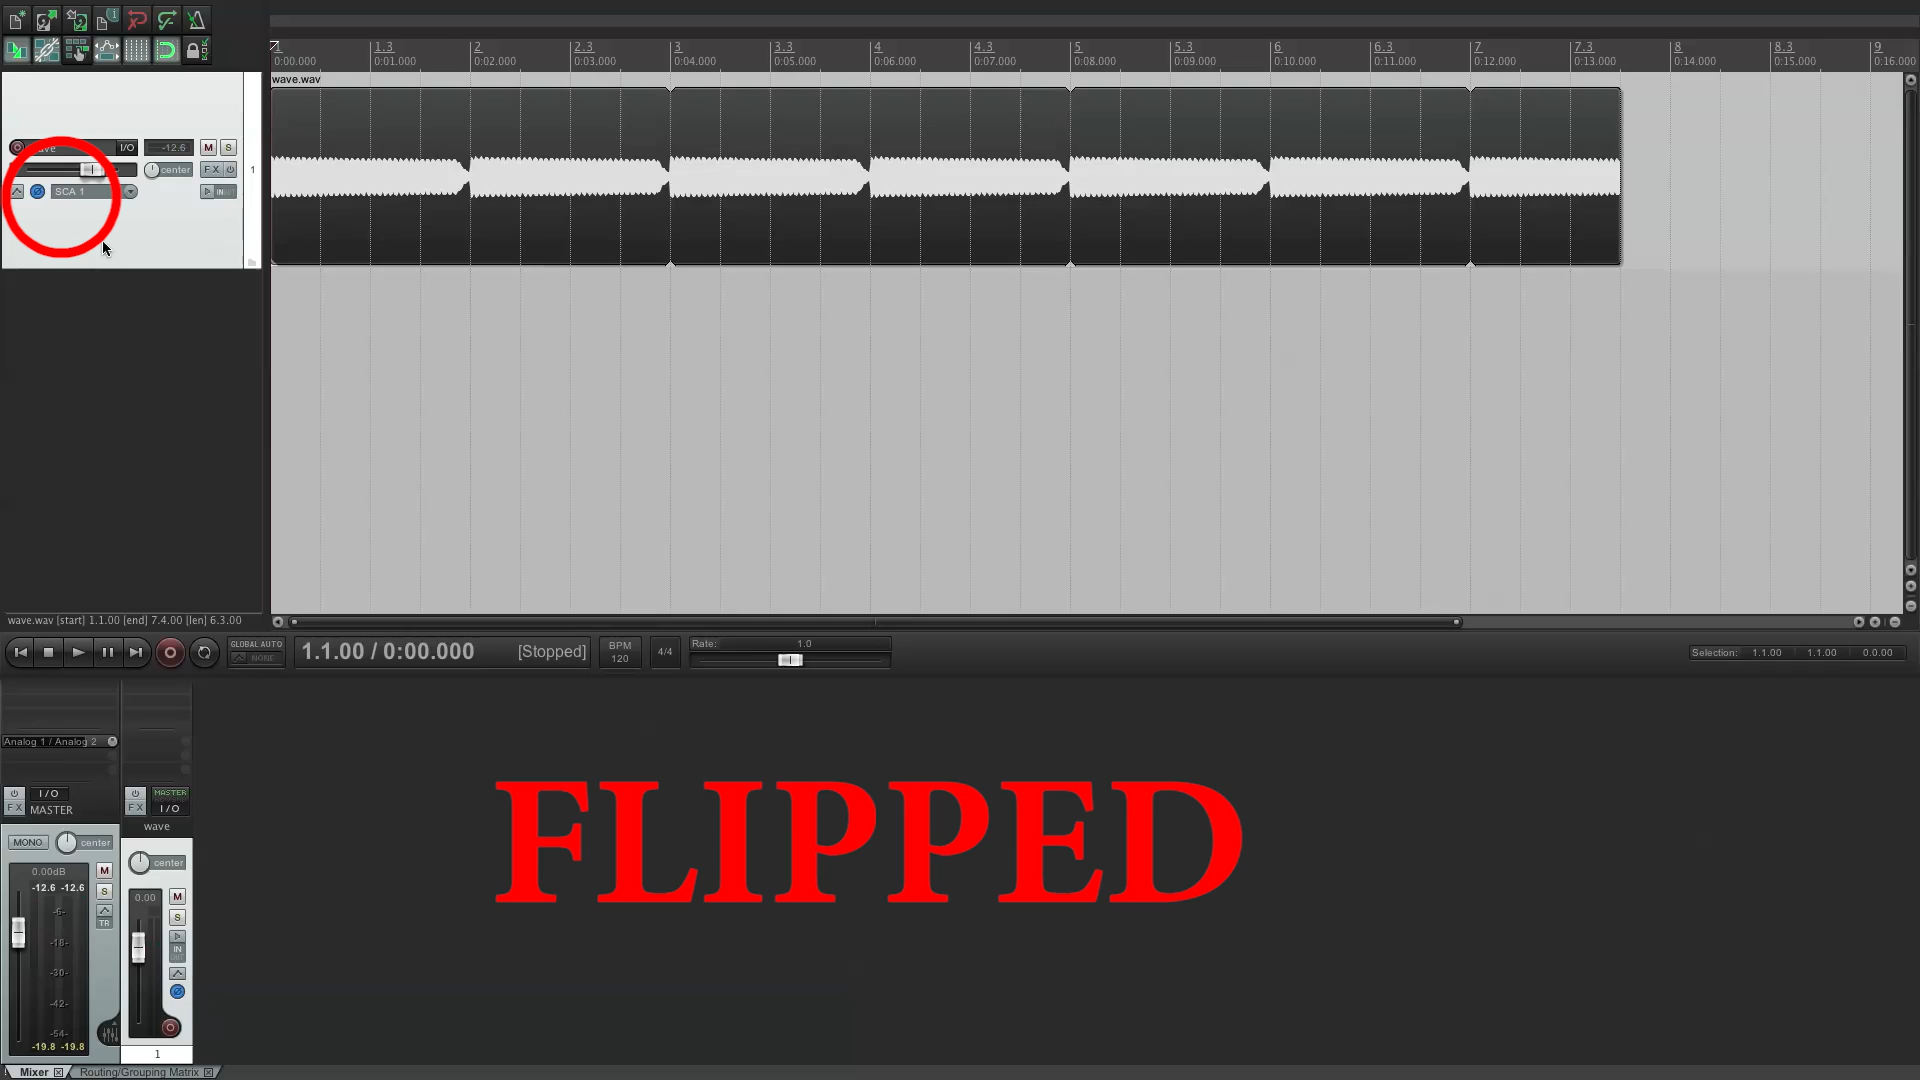 1 1.3 2 2.3 3 3.3 4 4.3 5 5.3 6 6.3 7 7.3 8 8.3 9
0:00.000 0:01.000 0:02.000 0:03.000 0:04.000 0:05.000 0:06.000 0:07.000 0:08.000 0:09.000 0:10.000 0:11.000 0:12.000 0:13.000 0:14.000 0:15.000 0:16.000
wave.wav
I/O -12.6 M S
center FX 1
SCA 1 IN
wave.wav [start] 1.1.00 [end] 7.4.00 [len] 6.3.00
GLOBAL AUTO
NONE
1.1.00 / 0:00.000 [Stopped]
BPM
120
4/4
Rate: 1.0
Selection: 1.1.00 1.1.00 0.0.00
Analog 1 / Analog 2
I/O
FX MASTER
MASTER
FX I/O
wave
MONO center
center
0.00dB M
-12.6 -12.6 S
-6-
TR
-18-
-30-
-42-
-54-
-19.8 -19.8
0.00 M
S
IN
1
FLIPPED
Mixer Routing/Grouping Matrix